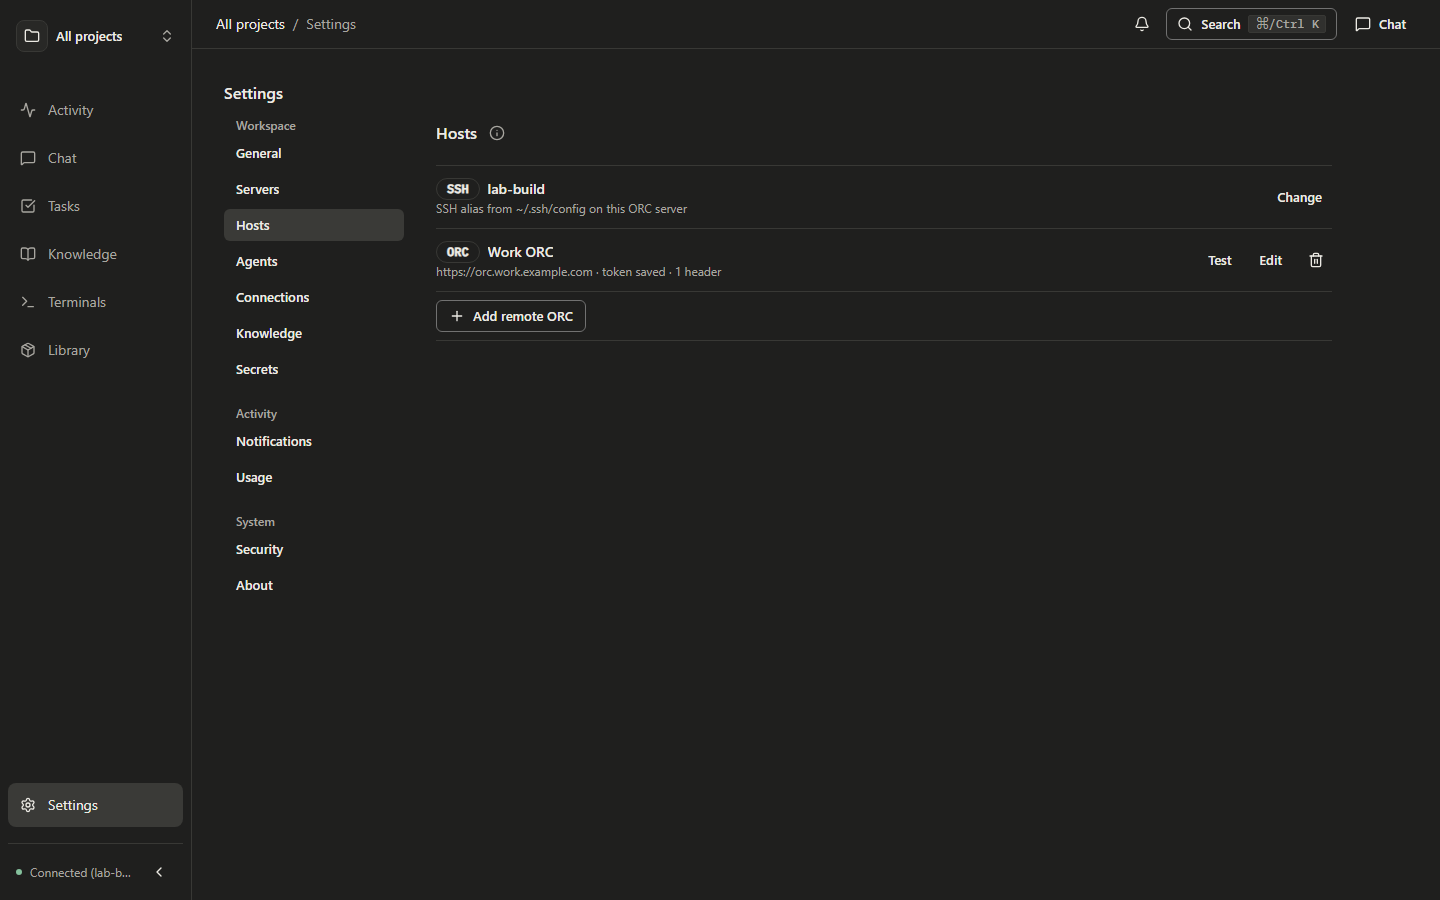 All projects
Activity
Chat
Tasks
Knowledge
Terminals
Library
Settings
Connected (lab-b...
All projects / Settings
Search ⌘/Ctrl K
Chat
Settings
Workspace
General
Servers
Hosts
Agents
Connections
Knowledge
Secrets
Activity
Notifications
Usage
System
Security
About
Hosts
SSH lab-build
SSH alias from ~/.ssh/config on this ORC server
Change
ORC Work ORC
https://orc.work.example.com · token saved · 1 header
Test Edit
Add remote ORC